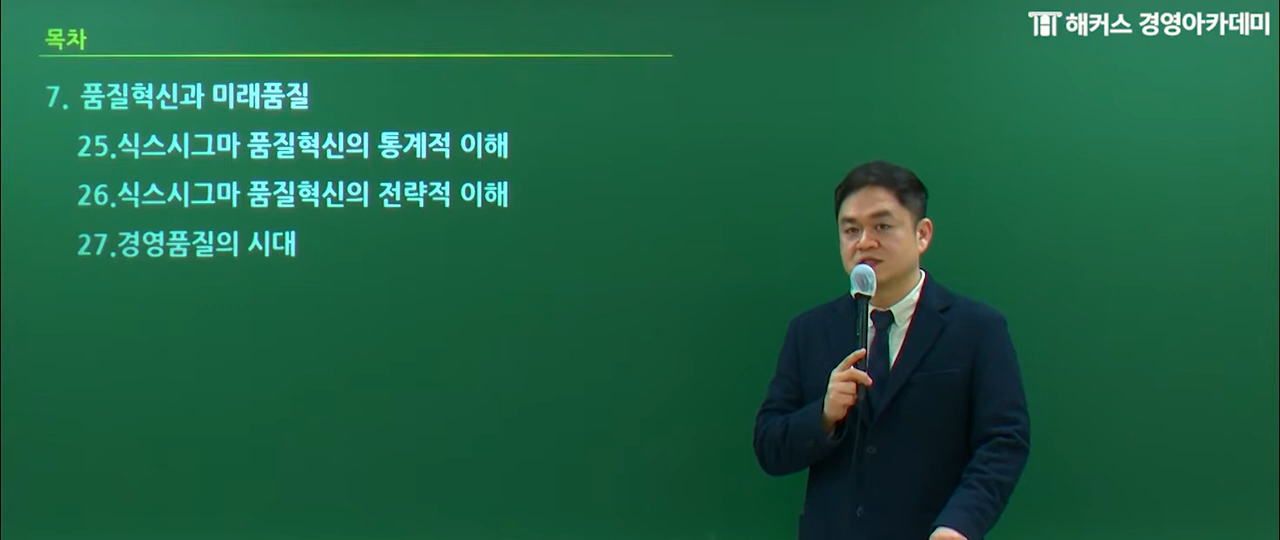 목차
해커스 경영아카데미
7. 품질혁신과 미래품질
25.식스시그마 품질혁신의 통계적 이해
26.식스시그마 품질혁신의 전략적 이해
27.경영품질의 시대